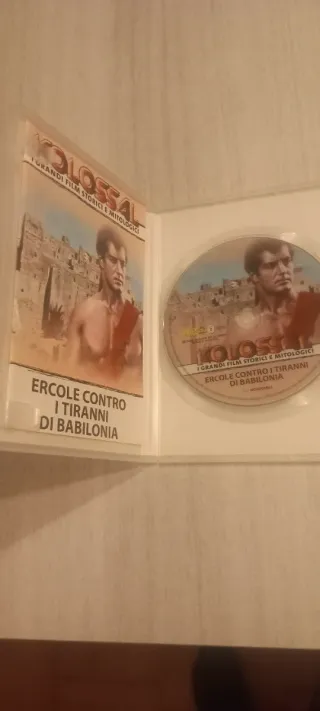 KOLOSSAL
I GRANDI FILM STORICI E MITOLOGICI
ERCOLE CONTRO
I TIRANNI
DI BABILONIA
KOLOSSAL
I GRANDI FILM STORICI E MITOLOGICI
ERCOLE CONTRO I TIRANNI
DI BABILONIA